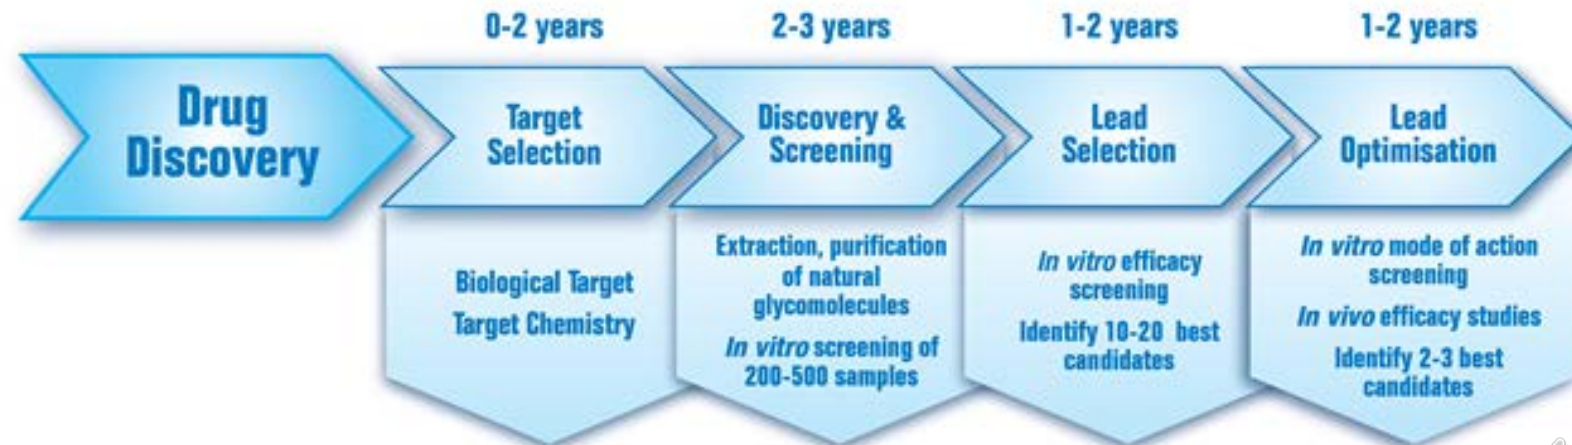 0-2 years
2-3 years
1-2 years
1-2 years
Drug
Discovery
Target
Selection
Discovery &
Screening
Lead
Selection
Lead
Optimisation
Biological Target
Target Chemistry
Extraction, purification
of natural
glycomolecules
In vitro screening of
200-500 samples
In vitro efficacy
screening
Identify 10-20 best
candidates
In vitro mode of action
screening
In vivo efficacy studies
Identify 2-3 best
candidates